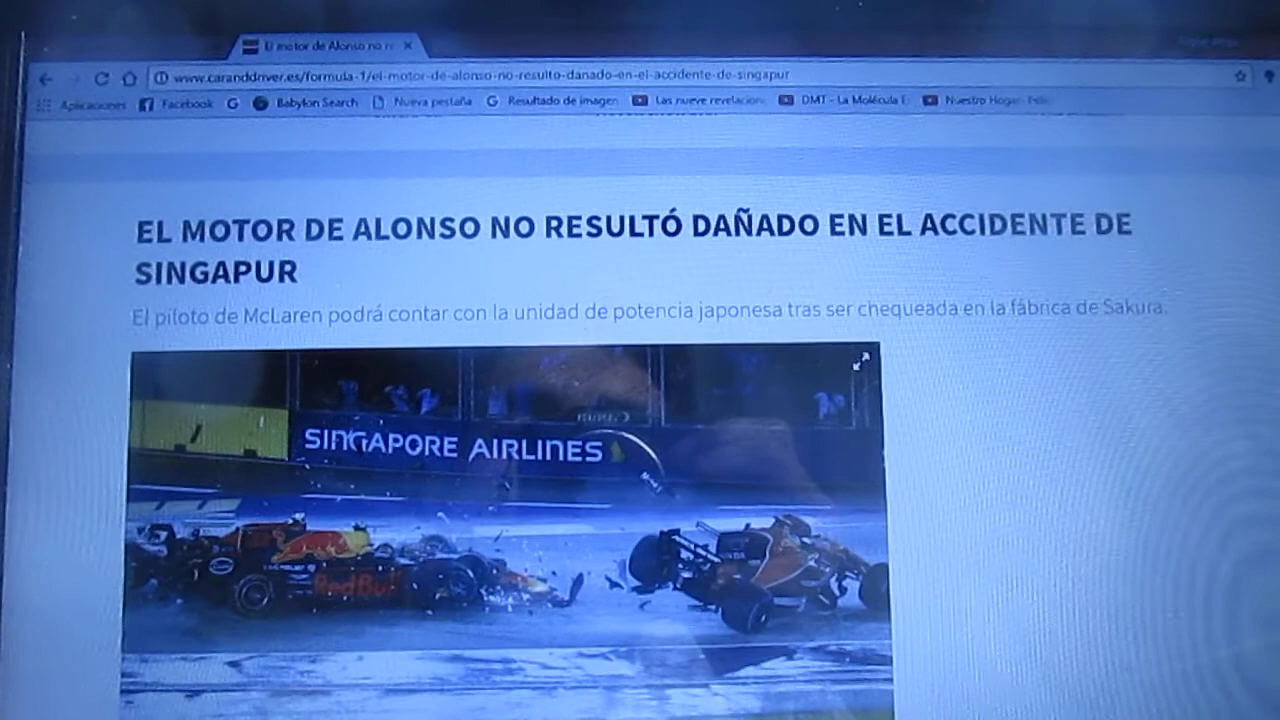 El motor de Alonso no re
www.caranddriver.es/formula-1/el-motor-de-alonso-no-resulto-danado-en-el-accidente-de-singapur
Aplicaciones Facebook Babylon Search Nueva pestaña Resultado de imagen Las nueve revelacion DMT - La Molécula E Nuestro Hogar- Pelic
EL MOTOR DE ALONSO NO RESULTÓ DAÑADO EN EL ACCIDENTE DE
SINGAPUR
El piloto de McLaren podrá contar con la unidad de potencia japonesa tras ser chequeada en la fábrica de Sakura.
SINGAPORE AIRLINES
Red Bull